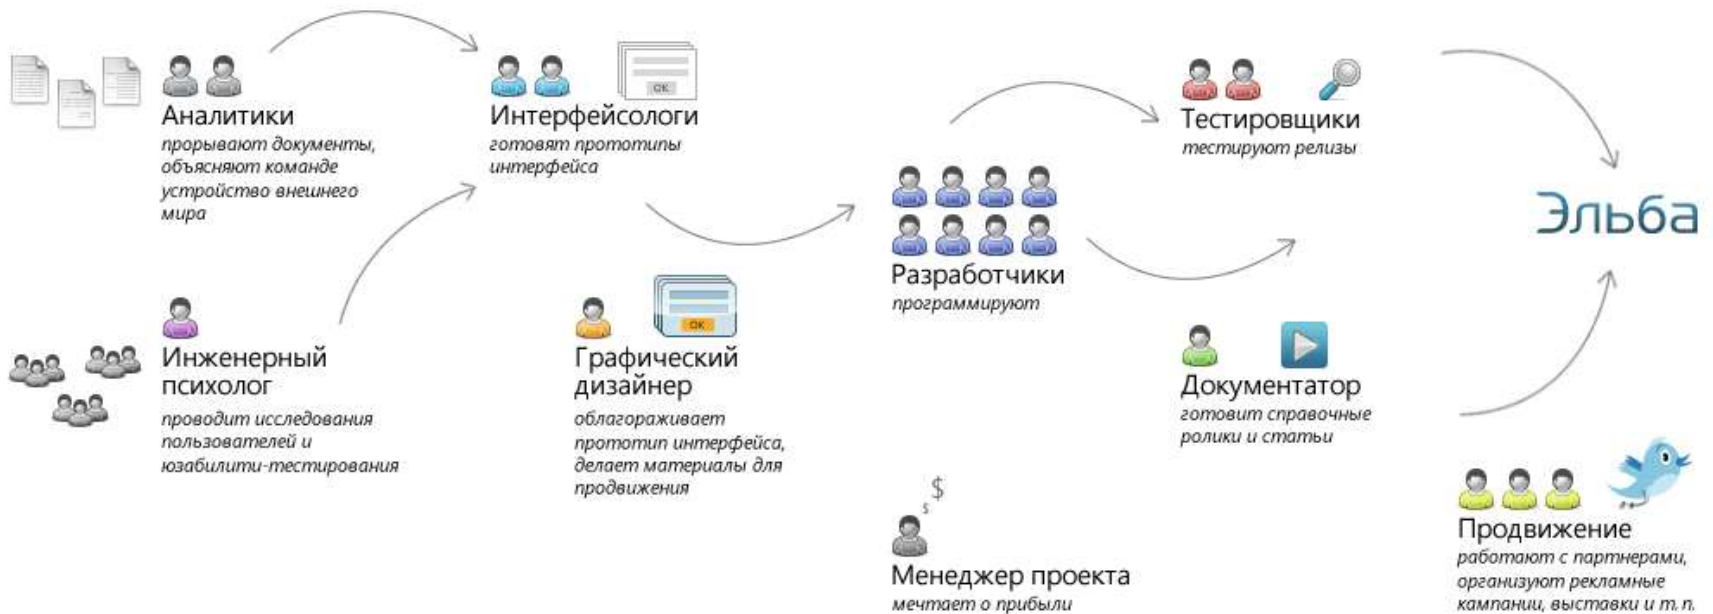 Аналитики
прорывают документы,
объясняют команде
устройство внешнего
мира
Интерфейсологи
готовят прототипы
интерфейса
OK
Тестировщики
тестируют релизы
Эльба
Разработчики
программируют
Инженерный
психолог
проводит исследования
пользователей и
юзабилити-тестирования
OK
Графический
дизайнер
облагораживает
прототип интерфейса,
делает материалы для
продвижения
Документатор
готовит справочные
ролики и статьи
$
$
Менеджер проекта
мечтает о прибыли
Продвижение
работают с партнерами,
организуют рекламные
кампании, выставки и т. п.